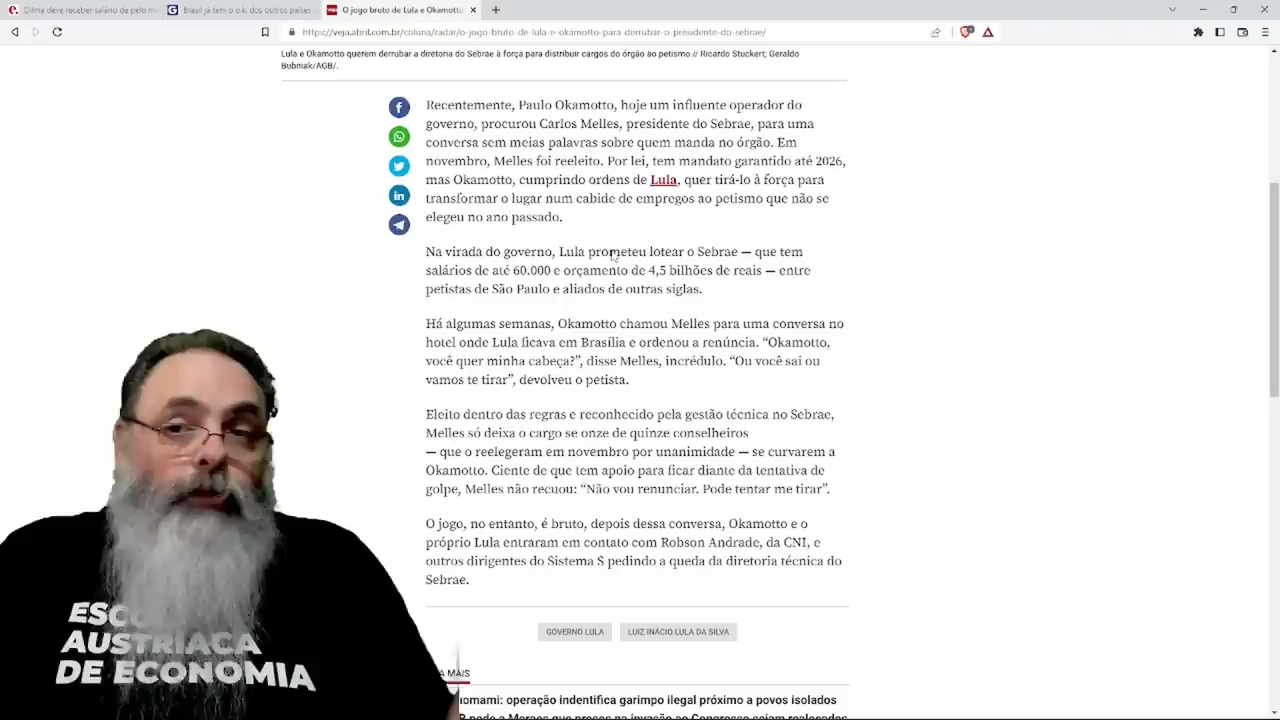 Dilma deve receber salário de pelo m
Brasil já tem o o.k. dos outros países
O jogo bruto de Lula e Okamotto
https://veja.abril.com.br/coluna/radar/o-jogo-bruto-de-lula-e-okamotto-para-derrubar-o-presidente-do-sebrae/
Lula e Okamotto querem derrubar a diretoria do Sebrae à força para distribuir cargos do órgão ao petismo // Ricardo Stuckert; Geraldo
Bubniak/AGB/.
Recentemente, Paulo Okamotto, hoje um influente operador do
governo, procurou Carlos Melles, presidente do Sebrae, para uma
conversa sem meias palavras sobre quem manda no órgão. Em
novembro, Melles foi reeleito. Por lei, tem mandato garantido até 2026,
mas Okamotto, cumprindo ordens de Lula, quer tirá-lo à força para
transformar o lugar num cabide de empregos ao petismo que não se
elegeu no ano passado.
Na virada do governo, Lula prometeu lotear o Sebrae — que tem
salários de até 60.000 e orçamento de 4,5 bilhões de reais — entre
petistas de São Paulo e aliados de outras siglas.
Há algumas semanas, Okamotto chamou Melles para uma conversa no
hotel onde Lula ficava em Brasília e ordenou a renúncia. “Okamotto,
você quer minha cabeça?”, disse Melles, incrédulo. “Ou você sai ou
vamos te tirar”, devolveu o petista.
Eleito dentro das regras e reconhecido pela gestão técnica no Sebrae,
Melles só deixa o cargo se onze de quinze conselheiros
— que o reelegeram em novembro por unanimidade — se curvarem a
Okamotto. Ciente de que tem apoio para ficar diante da tentativa de
golpe, Melles não recuou: “Não vou renunciar. Pode tentar me tirar”.
O jogo, no entanto, é bruto, depois dessa conversa, Okamotto e o
próprio Lula entraram em contato com Robson Andrade, da CNI, e
outros dirigentes do Sistema S pedindo a queda da diretoria técnica do
Sebrae.
GOVERNO LULA
LUIZ INÁCIO LULA DA SILVA
A MAIS
iomami: operação indentifica garimpo ilegal próximo a povos isolados
pede a Moraes que presos na invasão ao Congresso sejam realocados
ESCO
AUSTRIACA
DE ECONOMIA